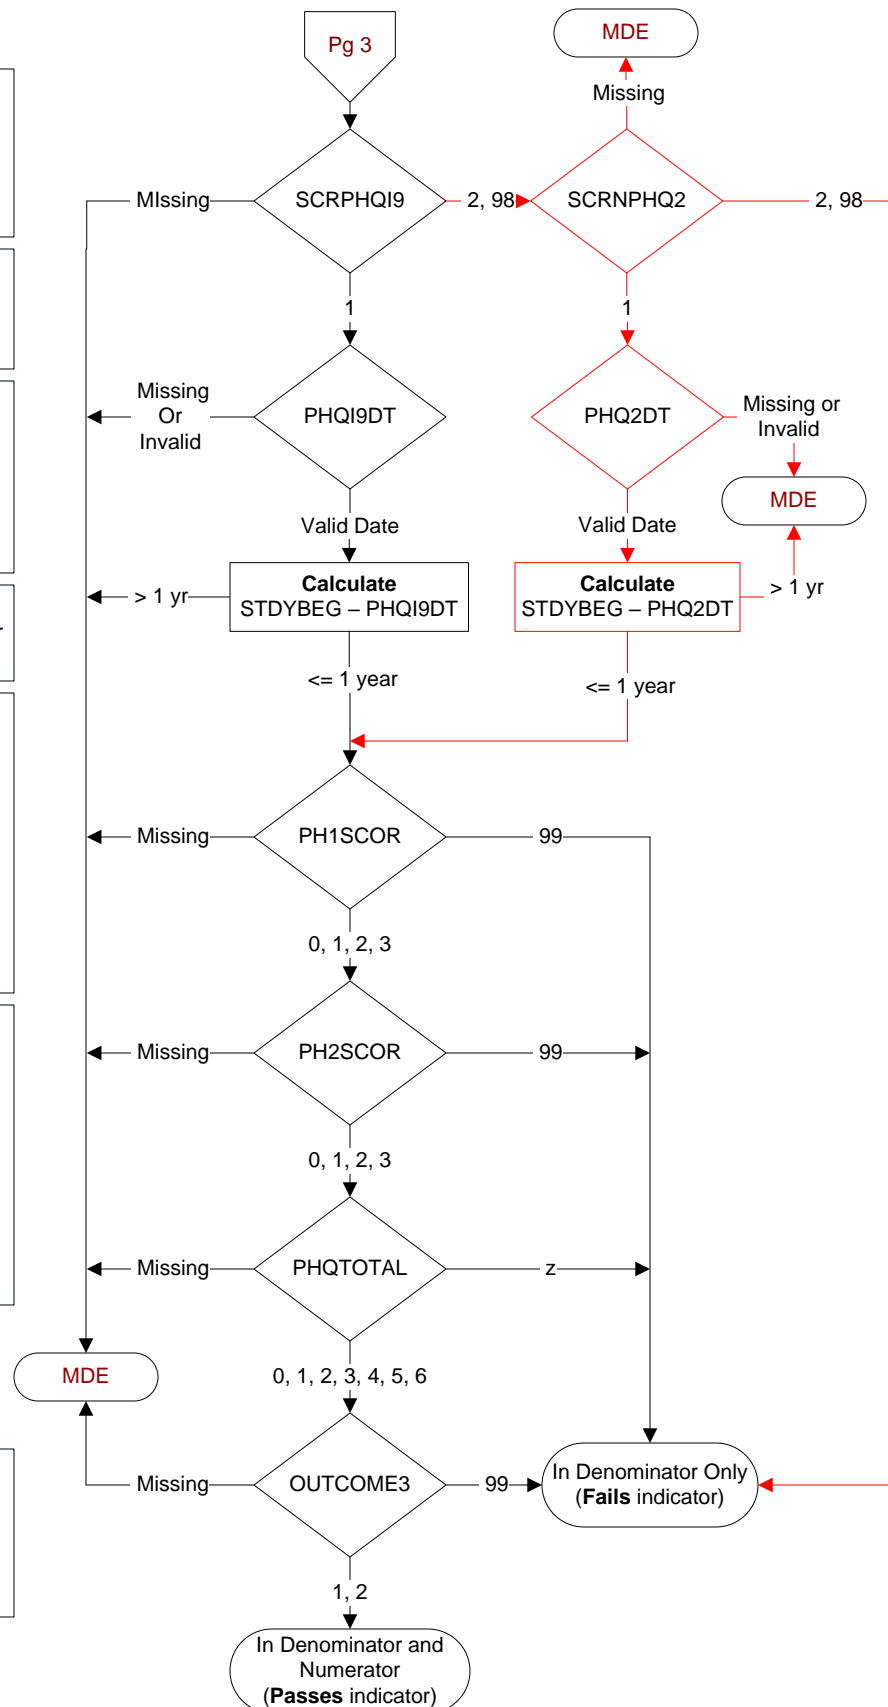 Pg 3
MDE
Missing
MIssing
SCRPHQI9
2, 98
SCRNPHQ2
2, 98
1
1
Missing
Or
Invalid
PHQI9DT
PHQ2DT
Missing or
Invalid
MDE
Valid Date
Valid Date
> 1 yr
Calculate
STDYBEG – PHQI9DT
Calculate
STDYBEG – PHQ2DT
> 1 yr
<= 1 year
<= 1 year
Missing
PH1SCOR
99
0, 1, 2, 3
Missing
PH2SCOR
99
0, 1, 2, 3
Missing
PHQTOTAL
z
MDE
0, 1, 2, 3, 4, 5, 6
Missing
OUTCOME3
99
In Denominator Only
(Fails indicator)
1, 2
In Denominator and
Numerator
(Passes indicator)